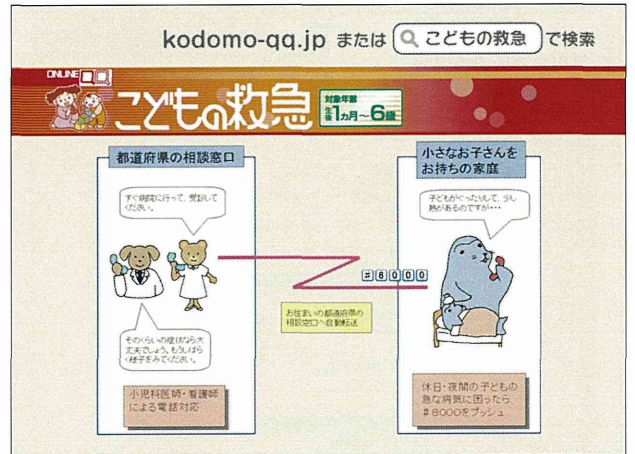 kodomo-qq.jp または こどもの救急 で検索
ONLINE QQ
こどもの救急
対象年齢
生後1ヵ月～6歳
都道府県の相談窓口
すぐ病院に行って、受診して
ください。
そのくらいの症状なら大
丈夫でしょう。もうしばら
く様子をみてください。
小児科医師・看護師
による電話対応
#8000
お住まいの都道府県の
相談窓口へ自動転送
小さなお子さんを
お持ちの家庭
子どもがぐったりして、少し
熱があるのですが・・・
休日・夜間の子どもの
急な病気に困ったら
#8000をプッシュ